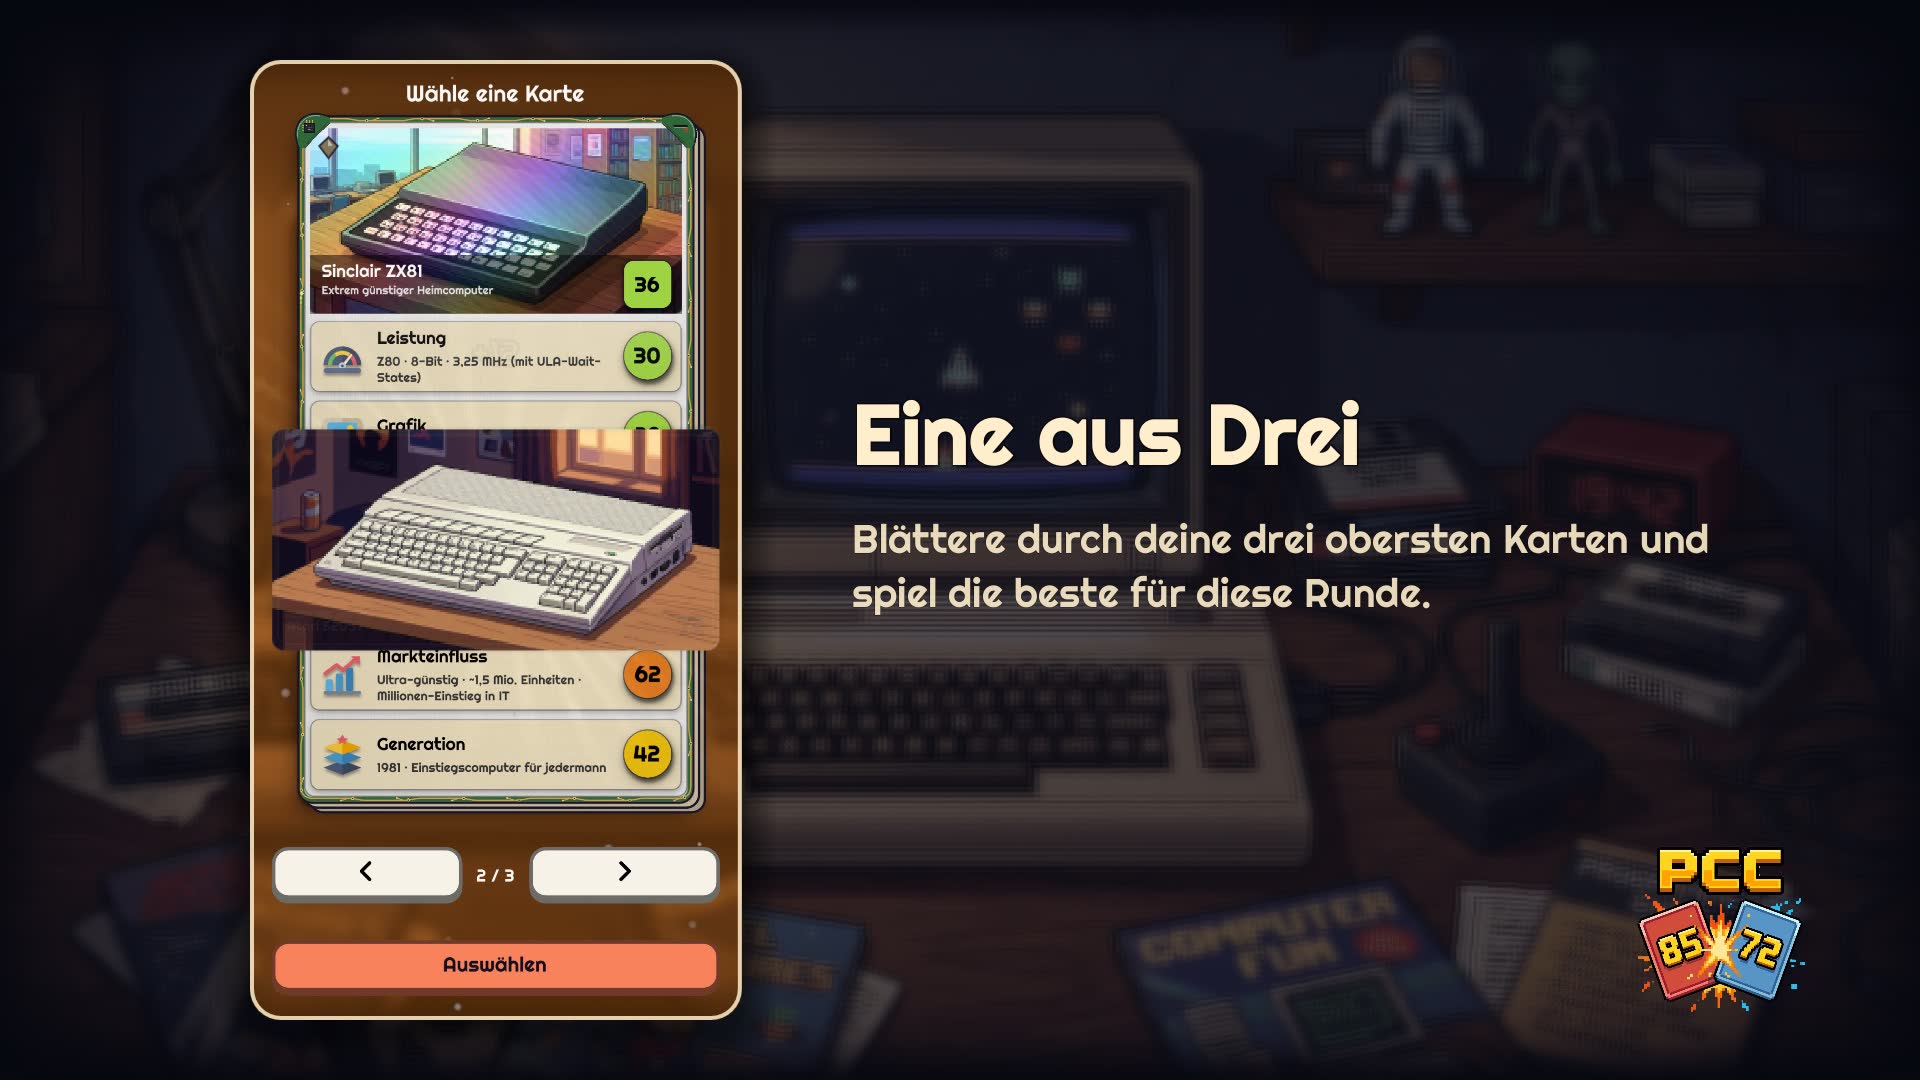 Wähle eine Karte
Sinclair ZX81
Extrem günstiger Heimcomputer
36
Leistung
Z80 · 8-Bit · 3,25 MHz (mit ULA-Wait-
States)
30
Grafik
Markteinfluss
Ultra-günstig · ~1,5 Mio. Einheiten ·
Millionen-Einstieg in IT
62
Generation
1981 · Einstiegscomputer für jedermann
42
2 / 3
Auswählen
Eine aus Drei
Blättere durch deine drei obersten Karten und
spiel die beste für diese Runde.
COMPUTER
FUN
PCC
85
72